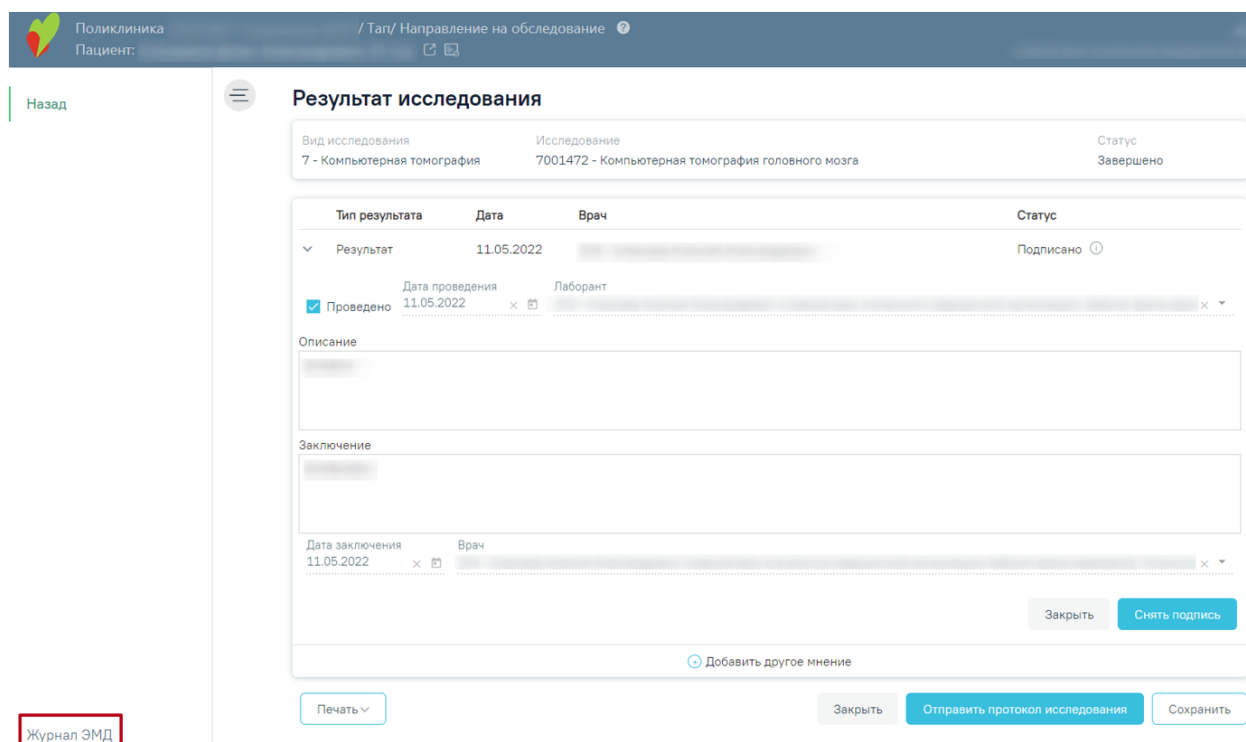 Поликлиника / Тап/ Направление на обследование ?
Пациент:
Назад
Результат исследования
Вид исследования Исследование Статус
7 - Компьютерная томография 7001472 - Компьютерная томография головного мозга Завершено
Тип результата Дата Врач Статус
Результат 11.05.2022 Подписано
Дата проведения Лаборант
Проведено 11.05.2022
Описание
Заключение
Дата заключения Врач
11.05.2022
Закрыть Снять подпись
Добавить другое мнение
Печать Закрыть Отправить протокол исследования Сохранить
Журнал ЭМД